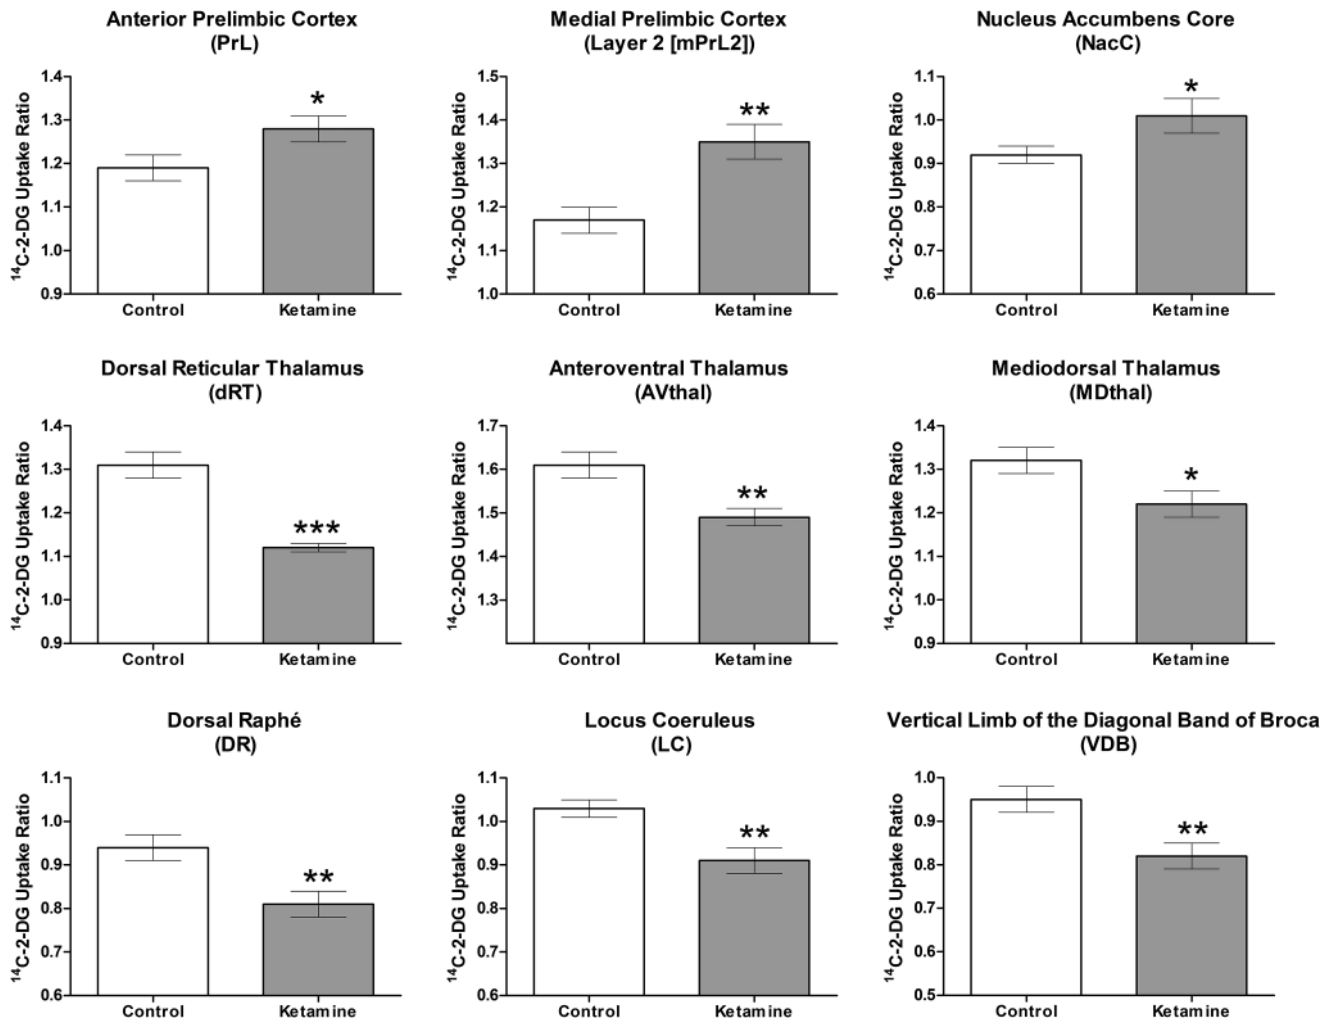 Anterior Prelimbic Cortex
(PrL)
¹⁴C-2-DG Uptake Ratio
1.4
1.3
1.2
1.1
1.0
0.9
*
Control
Ketamine
Medial Prelimbic Cortex
(Layer 2 [mPrL2])
¹⁴C-2-DG Uptake Ratio
1.5
1.4
1.3
1.2
1.1
1.0
**
Control
Ketamine
Nucleus Accumbens Core
(NacC)
¹⁴C-2-DG Uptake Ratio
1.1
1.0
0.9
0.8
0.7
0.6
*
Control
Ketamine
Dorsal Reticular Thalamus
(dRT)
¹⁴C-2-DG Uptake Ratio
1.4
1.3
1.2
1.1
1.0
0.9
***
Control
Ketamine
Anteroventral Thalamus
(AVthal)
¹⁴C-2-DG Uptake Ratio
1.7
1.6
1.5
1.4
1.3
**
Control
Ketamine
Mediodorsal Thalamus
(MDthal)
¹⁴C-2-DG Uptake Ratio
1.4
1.3
1.2
1.1
1.0
0.9
*
Control
Ketamine
Dorsal Raphé
(DR)
¹⁴C-2-DG Uptake Ratio
1.1
1.0
0.9
0.8
0.7
0.6
**
Control
Ketamine
Locus Coeruleus
(LC)
¹⁴C-2-DG Uptake Ratio
1.1
1.0
0.9
0.8
0.7
0.6
**
Control
Ketamine
Vertical Limb of the Diagonal Band of Broca
(VDB)
¹⁴C-2-DG Uptake Ratio
1.0
0.9
0.8
0.7
0.6
0.5
**
Control
Ketamine